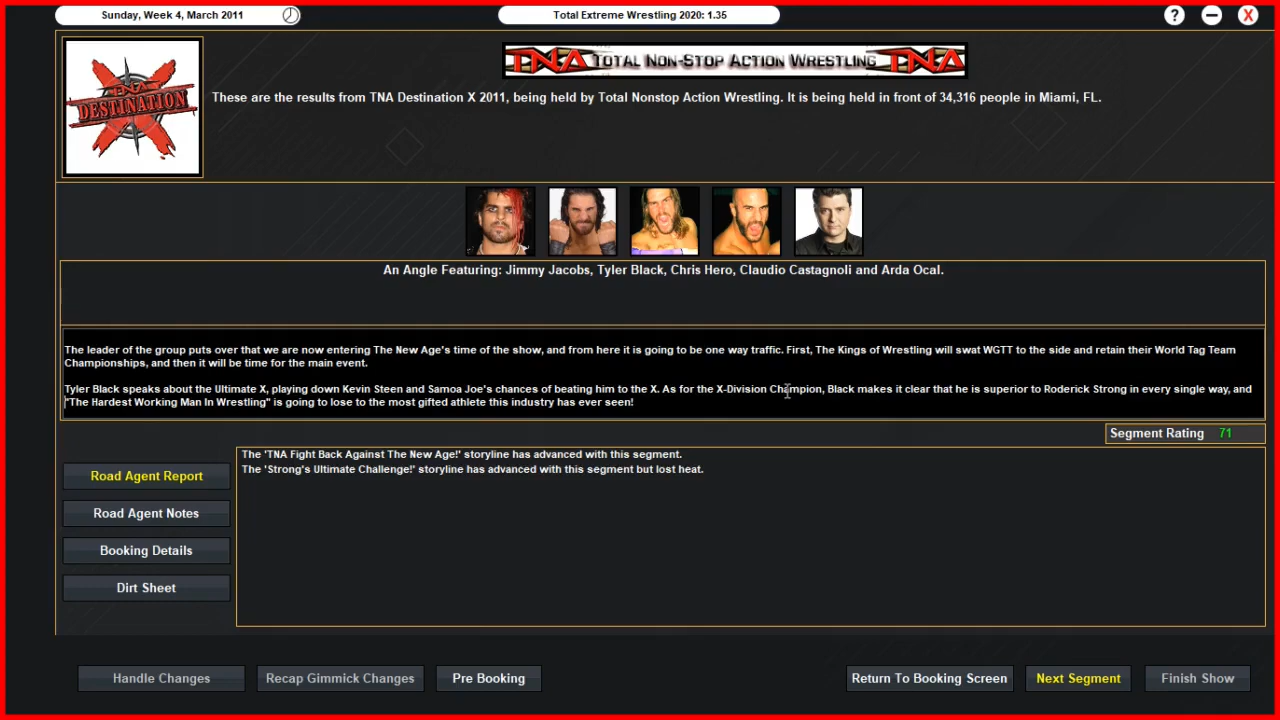 Sunday, Week 4, March 2011
Total Extreme Wrestling 2020: 1.35
? – X
TNA DESTINATION X
TNA TOTAL NON-STOP ACTION WRESTLING TNA
These are the results from TNA Destination X 2011, being held by Total Nonstop Action Wrestling. It is being held in front of 34,316 people in Miami, FL.
An Angle Featuring: Jimmy Jacobs, Tyler Black, Chris Hero, Claudio Castagnoli and Arda Ocal.
The leader of the group puts over that we are now entering The New Age's time of the show, and from here it is going to be one way traffic. First, The Kings of Wrestling will swat WGTT to the side and retain their World Tag Team
Championships, and then it will be time for the main event.
Tyler Black speaks about the Ultimate X, playing down Kevin Steen and Samoa Joe's chances of beating him to the X. As for the X-Division Champion, Black makes it clear that he is superior to Roderick Strong in every single way, and
"The Hardest Working Man In Wrestling" is going to lose to the most gifted athlete this industry has ever seen!
Segment Rating 71
The 'TNA Fight Back Against The New Age!' storyline has advanced with this segment.
The 'Strong's Ultimate Challenge!' storyline has advanced with this segment but lost heat.
Road Agent Report
Road Agent Notes
Booking Details
Dirt Sheet
Handle Changes
Recap Gimmick Changes
Pre Booking
Return To Booking Screen
Next Segment
Finish Show